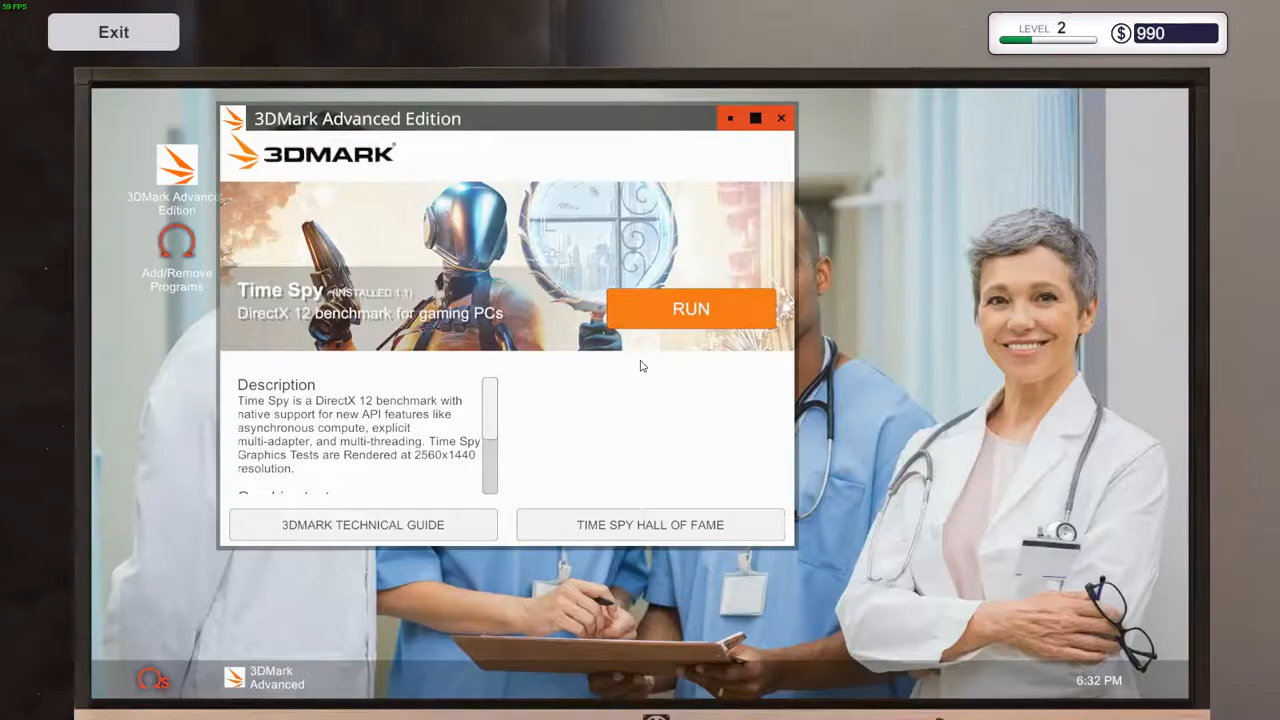 59 FPS
Exit
LEVEL 2
$ 990
3DMark Advanced Edition
3DMARK
3DMark Advance
Edition
Add/Remove
Programs
Time Spy (INSTALLED 1.1)
DirectX 12 benchmark for gaming PCs
RUN
Description
Time Spy is a DirectX 12 benchmark with
native support for new API features like
asynchronous compute, explicit
multi-adapter, and multi-threading. Time Spy
Graphics Tests are Rendered at 2560x1440
resolution.
3DMARK TECHNICAL GUIDE
TIME SPY HALL OF FAME
3DMark
Advanced
6:32 PM